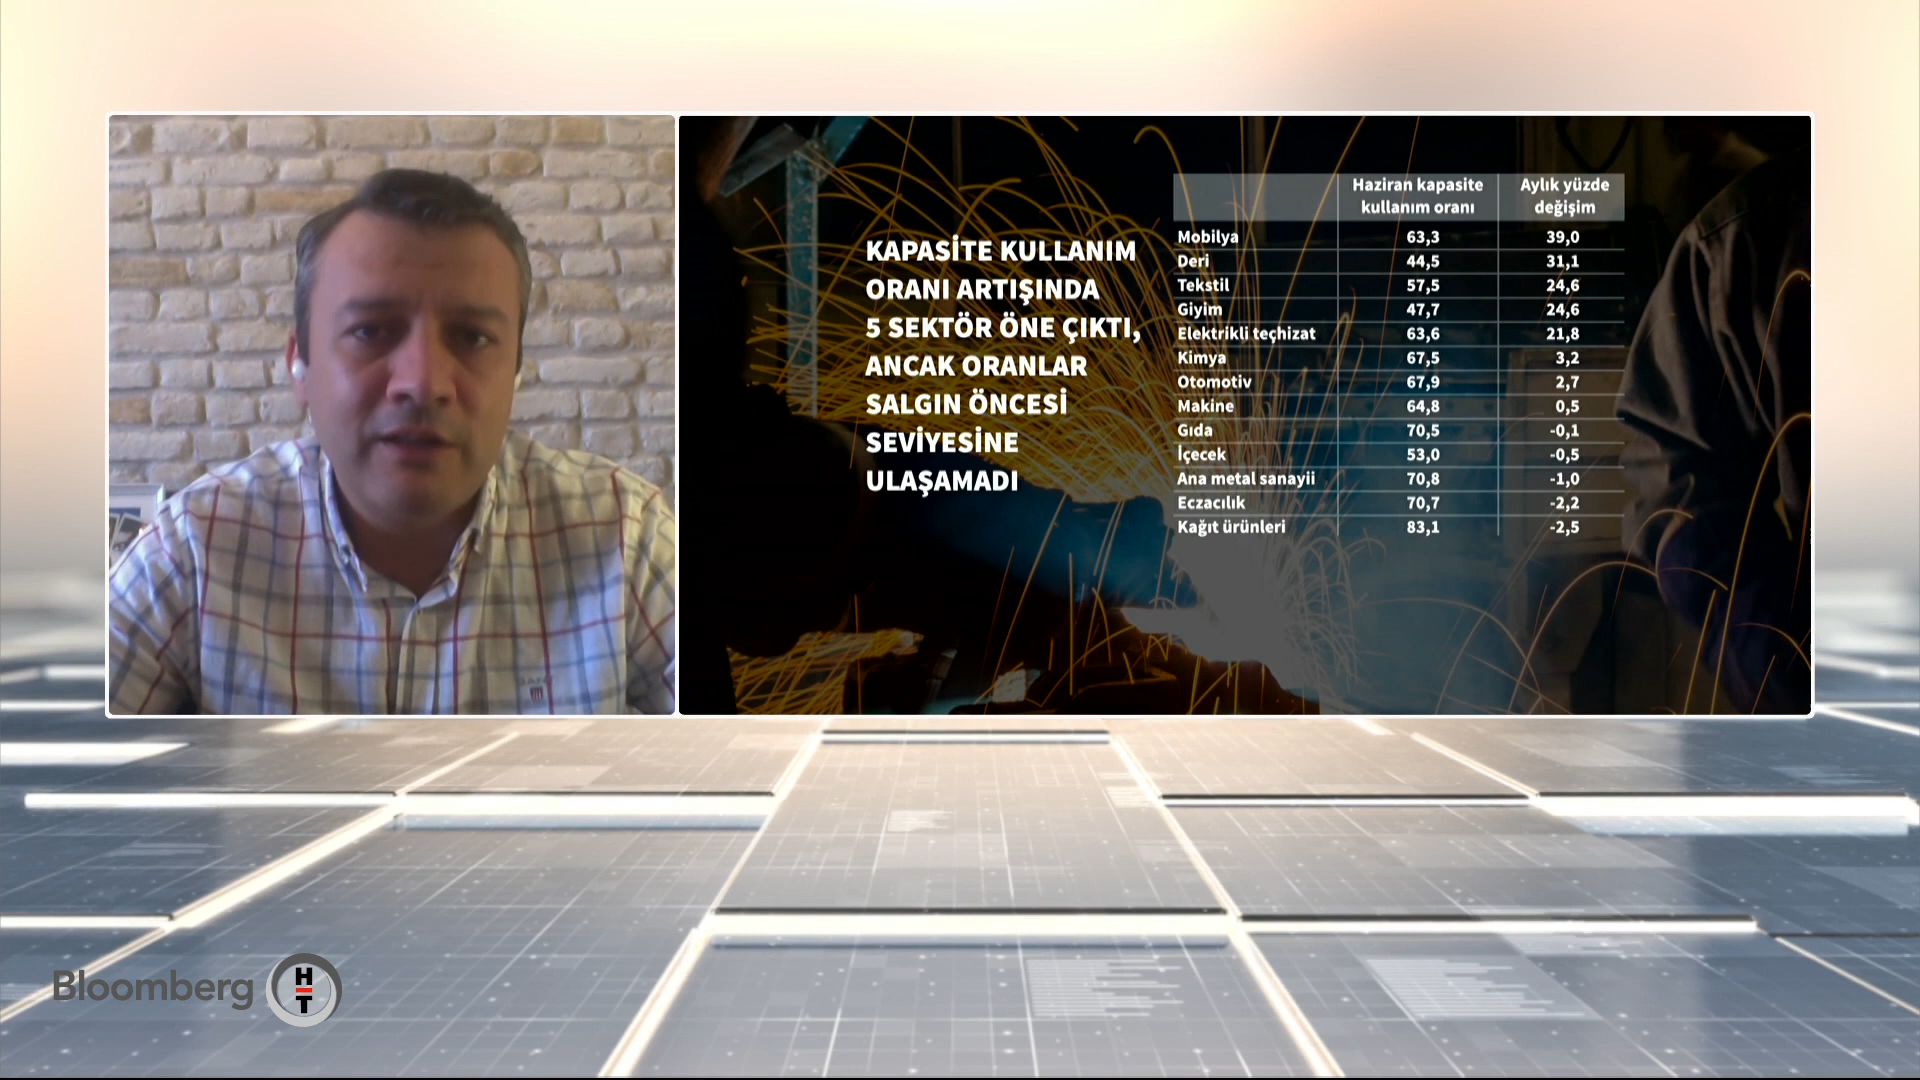 KAPASİTE KULLANIM
ORANI ARTIŞINDA
5 SEKTÖR ÖNE ÇIKTI,
ANCAK ORANLAR
SALGIN ÖNCESİ
SEVİYESİNE
ULAŞAMADI
Haziran kapasite kullanım oranı Aylık yüzde değişim
Mobilya 63,3 39,0
Deri 44,5 31,1
Tekstil 57,5 24,6
Giyim 47,7 24,6
Elektrikli teçhizat 63,6 21,8
Kimya 67,5 3,2
Otomotiv 67,9 2,7
Makine 64,8 0,5
Gıda 70,5 -0,1
İçecek 53,0 -0,5
Ana metal sanayii 70,8 -1,0
Eczacılık 70,7 -2,2
Kağıt ürünleri 83,1 -2,5
GANT
Bloomberg HT